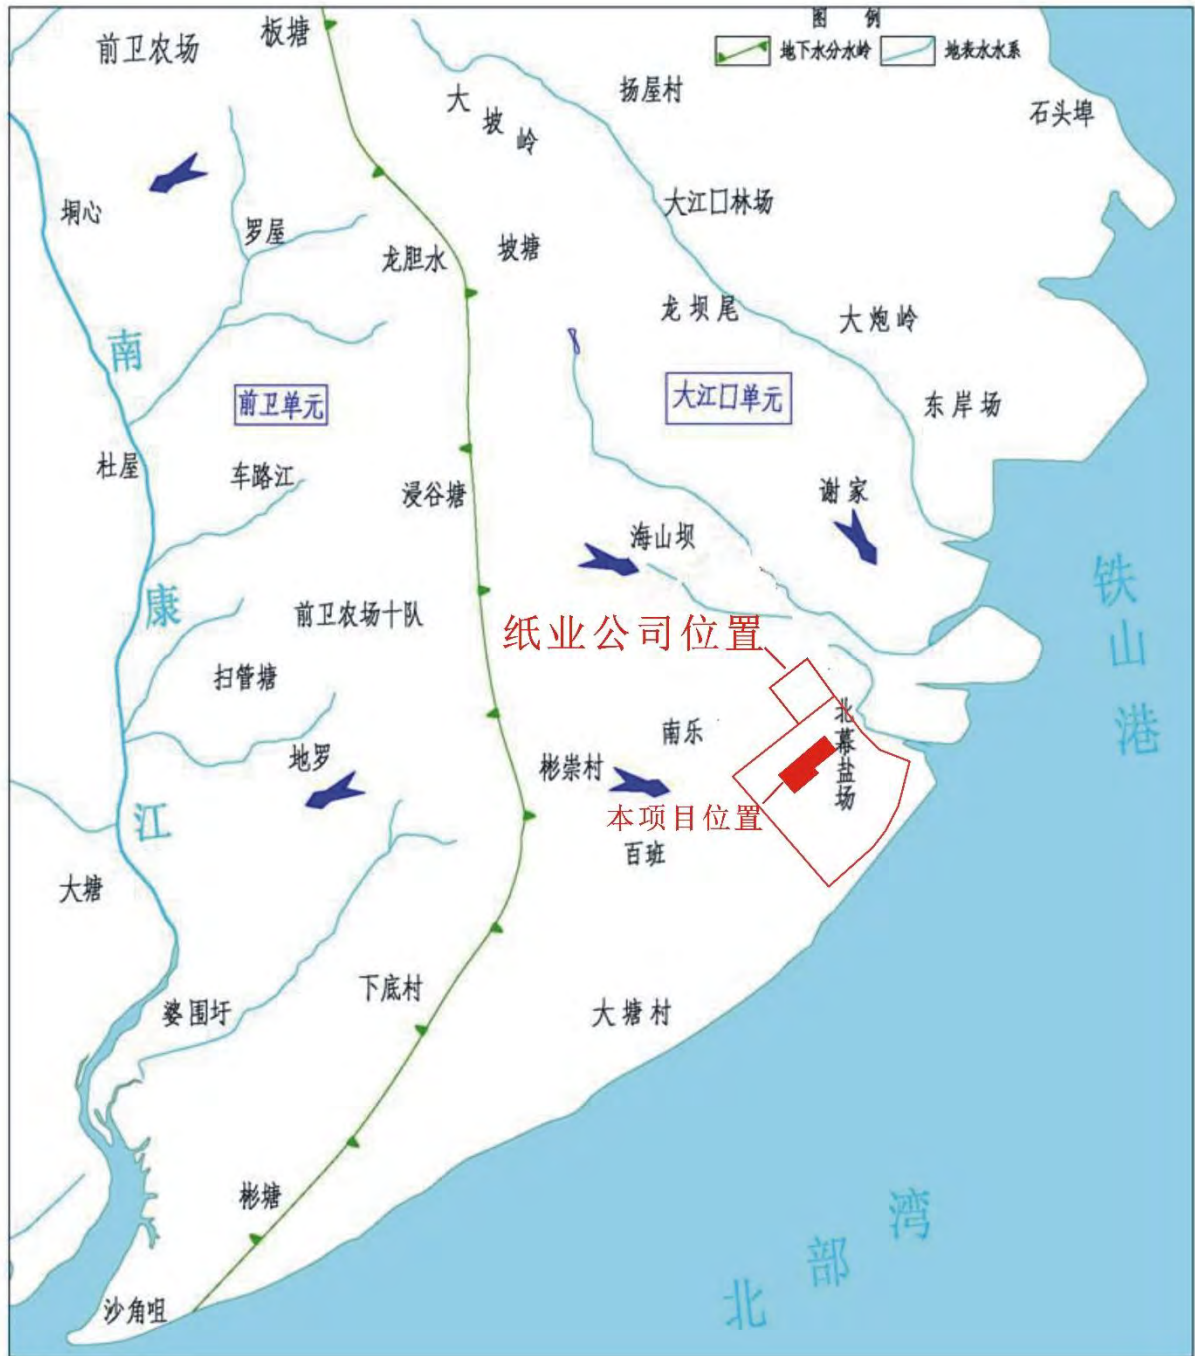 图 例
地下水分水岭
地表水水系
前卫农场
板塘
大坡岭
扬屋村
石头埠
垌心
罗屋
龙胆水
坡塘
大江口林场
龙坝尾
大炮岭
南康江
前卫单元
大江口单元
东岸场
杜屋
车路江
浸谷塘
海山坝
谢家
铁山港
前卫农场十队
纸业公司位置
扫管塘
地罗
彬崇村
南乐
北幕盐场
本项目位置
百班
大塘
下底村
婆围圩
大塘村
彬塘
沙角咀
北部湾